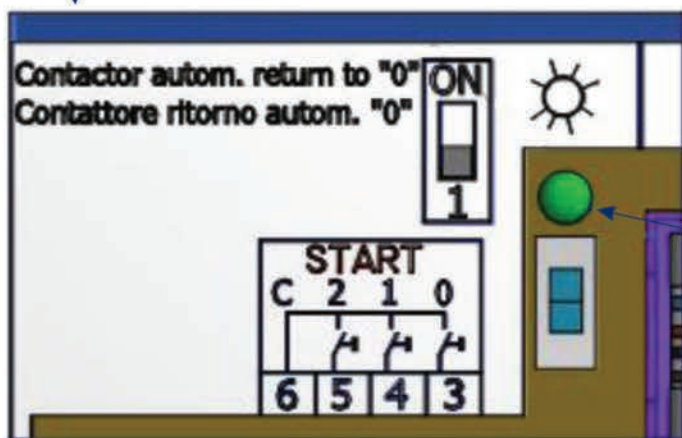 Contactor autom. return to "0"
Contattore ritorno autom. "0"
ON
1
START
C 2 1 0
6 5 4 3